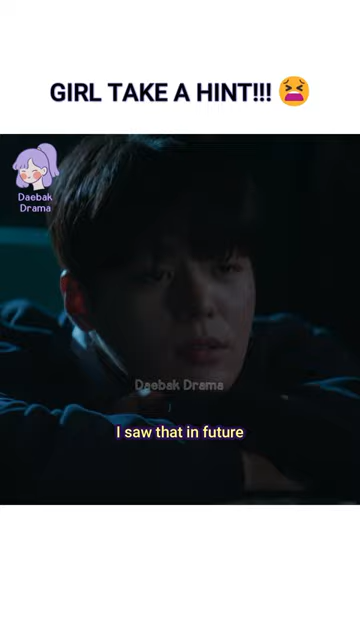 GIRL TAKE A HINT!!! 😫
Daebak
Drama
Daebak Drama
I saw that in future